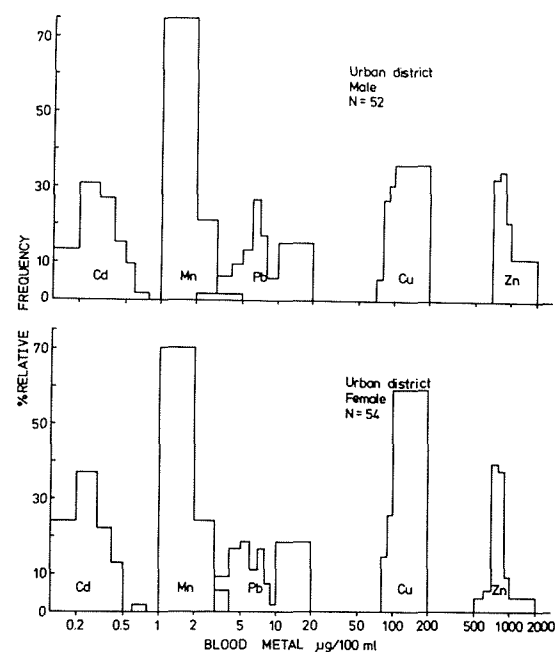 75
50
30
10
0
Urban district
Male
N = 52
Cd
Mn
Pb
Cu
Zn
%RELATIVE FREQUENCY
70
50
30
10
0
Urban district
Female
N = 54
Cd
Mn
Pb
Cu
Zn
0.2 0.5 1 2 5 10 20 50 100 200 500 1000 2000
BLOOD METAL µg/100 ml